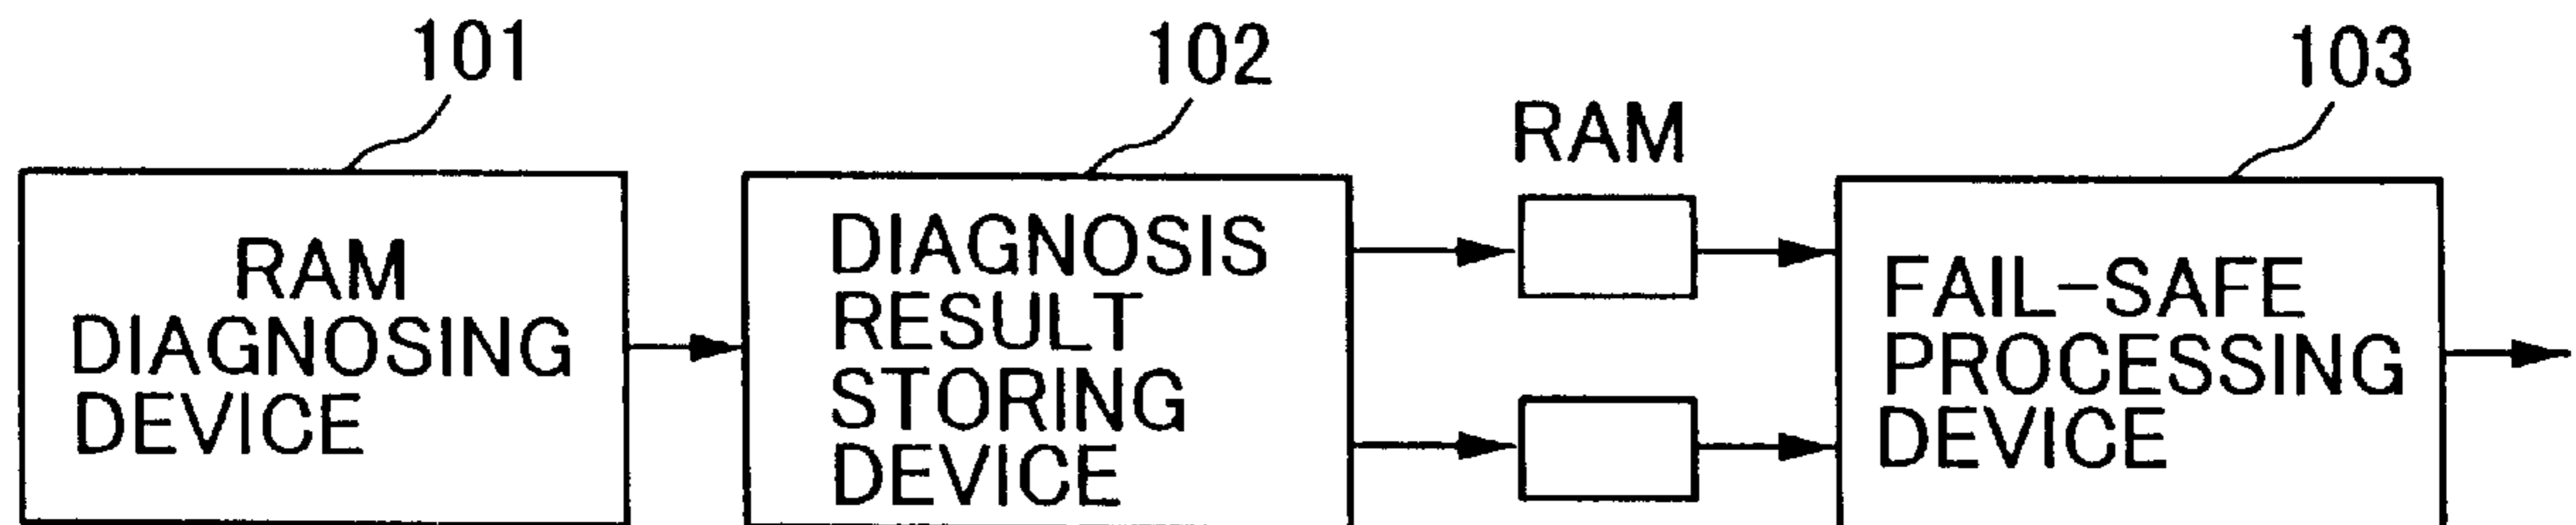 101
102
103
RAM
RAM
DIAGNOSING
DEVICE
DIAGNOSIS
RESULT
STORING
DEVICE
FAIL-SAFE
PROCESSING
DEVICE